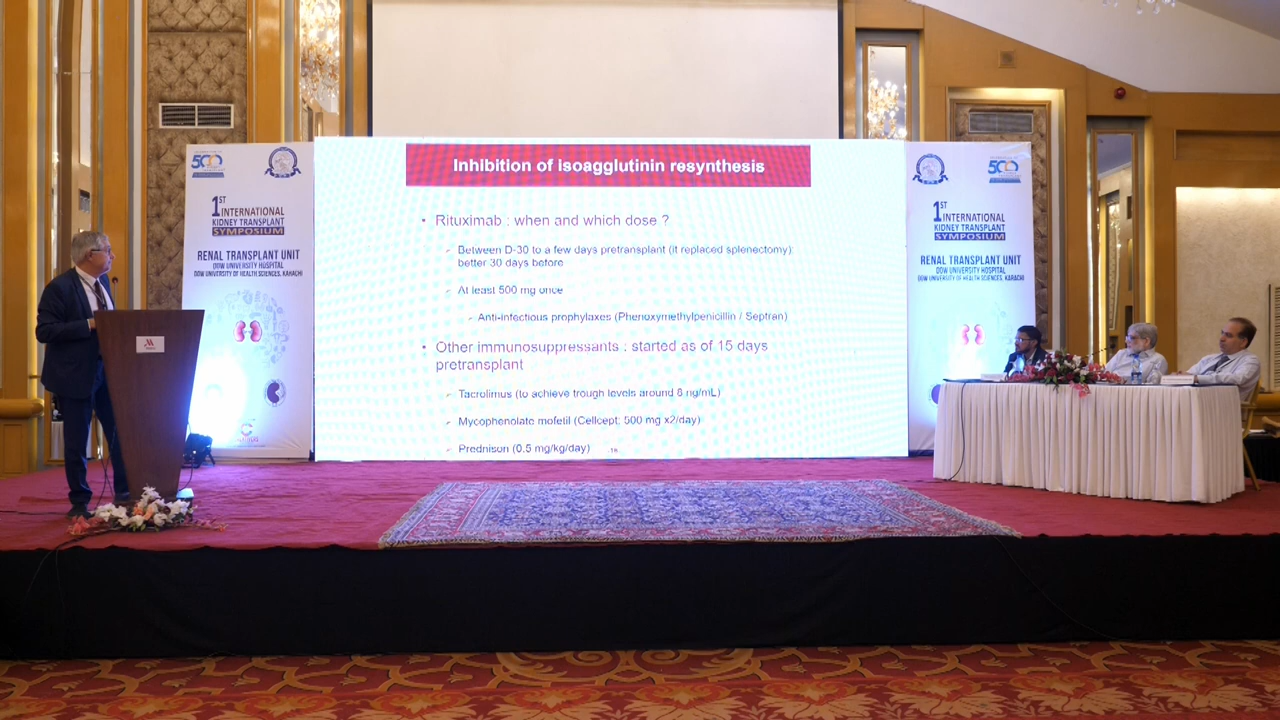 Inhibition of isoagglutinin resynthesis
• Rituximab : when and which dose ?
Between D-30 to a few days pretransplant (it replaced splenectomy):
better 30 days before
At least 500 mg once
Anti-infectious prophylaxes (Phenoxymethylpenicillin / Septran)
• Other immunosuppressants : started as of 15 days
pretransplant
Tacrolimus (to achieve trough levels around 8 ng/mL)
Mycophenolate mofetil (Cellcept: 500 mg x2/day)
Prednison (0.5 mg/kg/day)
500
1ST
INTERNATIONAL
KIDNEY TRANSPLANT
SYMPOSIUM
RENAL TRANSPLANT UNIT
DOW UNIVERSITY HOSPITAL
DOW UNIVERSITY OF HEALTH SCIENCES, KARACHI
500
1ST
INTERNATIONAL
KIDNEY TRANSPLANT
SYMPOSIUM
RENAL TRANSPLANT UNIT
DOW UNIVERSITY HOSPITAL
DOW UNIVERSITY OF HEALTH SCIENCES, KARACHI